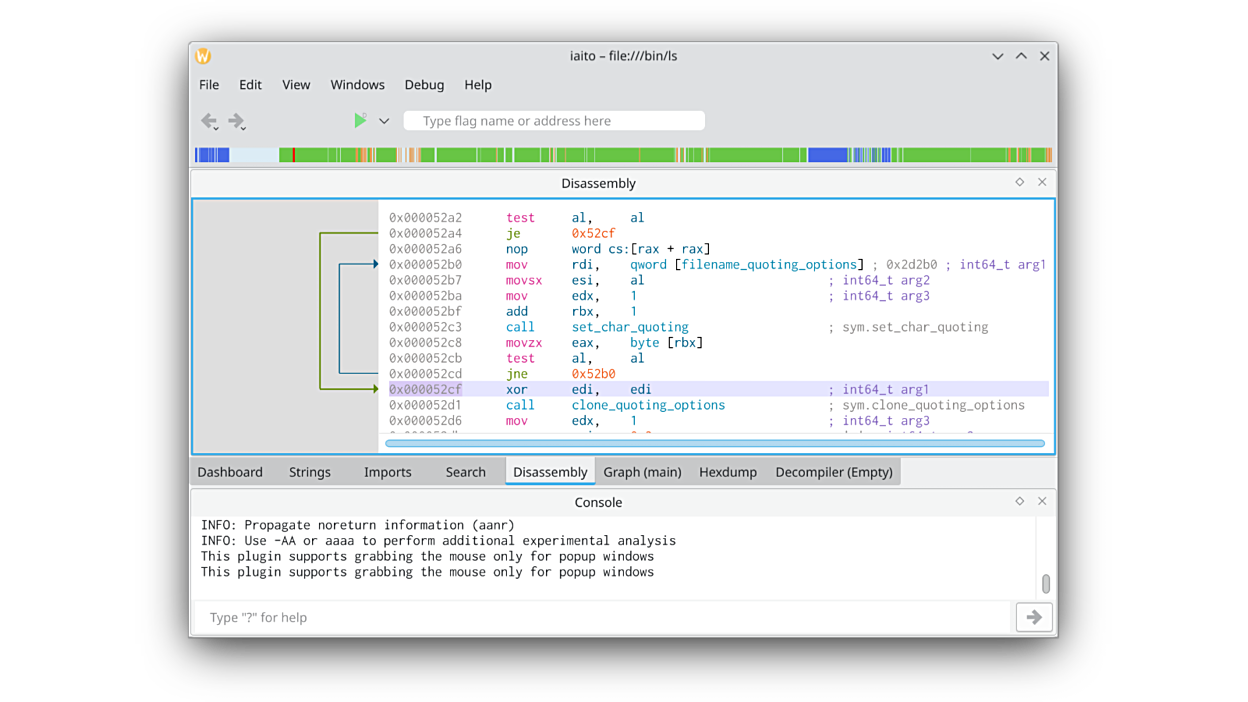 iaito – file:///bin/ls
File Edit View Windows Debug Help
Type flag name or address here
Disassembly
0x000052a2 test al, al
0x000052a4 je 0x52cf
0x000052a6 nop word cs:[rax + rax]
0x000052b0 mov rdi, qword [filename_quoting_options] ; 0x2d2b0 ; int64_t arg1
0x000052b7 movsx esi, al ; int64_t arg2
0x000052ba mov edx, 1 ; int64_t arg3
0x000052bf add rbx, 1
0x000052c3 call set_char_quoting ; sym.set_char_quoting
0x000052c8 movzx eax, byte [rbx]
0x000052cb test al, al
0x000052cd jne 0x52b0
0x000052cf xor edi, edi ; int64_t arg1
0x000052d1 call clone_quoting_options ; sym.clone_quoting_options
0x000052d6 mov edx, 1 ; int64_t arg3
Dashboard Strings Imports Search Disassembly Graph (main) Hexdump Decompiler (Empty)
Console
INFO: Propagate noreturn information (aanr)
INFO: Use -AA or aaaa to perform additional experimental analysis
This plugin supports grabbing the mouse only for popup windows
This plugin supports grabbing the mouse only for popup windows
Type "?" for help